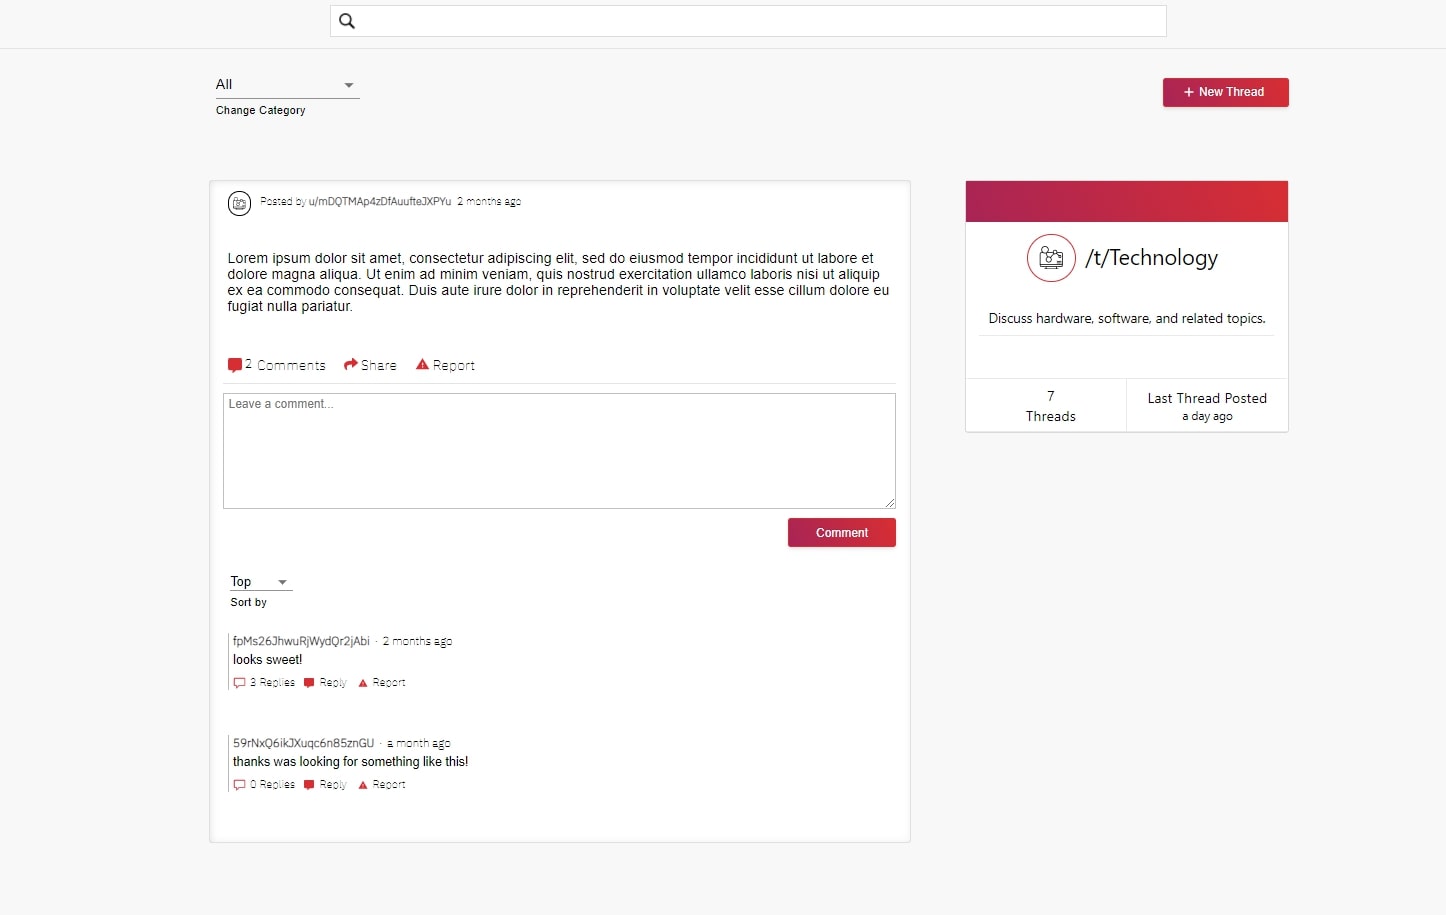 All
Change Category
+ New Thread
Posted by u/mDQTMAp4zDfAuufteJXPYu 2 months ago
Lorem ipsum dolor sit amet, consectetur adipiscing elit, sed do eiusmod tempor incididunt ut labore et
dolore magna aliqua. Ut enim ad minim veniam, quis nostrud exercitation ullamco laboris nisi ut aliquip
ex ea commodo consequat. Duis aute irure dolor in reprehenderit in voluptate velit esse cillum dolore eu
fugiat nulla pariatur.
2 Comments Share Report
Leave a comment...
Comment
Top
Sort by
fpMs26JhwuRjWydQr2jAbi · 2 months ago
looks sweet!
3 Replies Reply Report
59rNxQ6ikJXuqc6n85znGU · a month ago
thanks was looking for something like this!
0 Replies Reply Report
/t/Technology
Discuss hardware, software, and related topics.
7
Threads
Last Thread Posted
a day ago